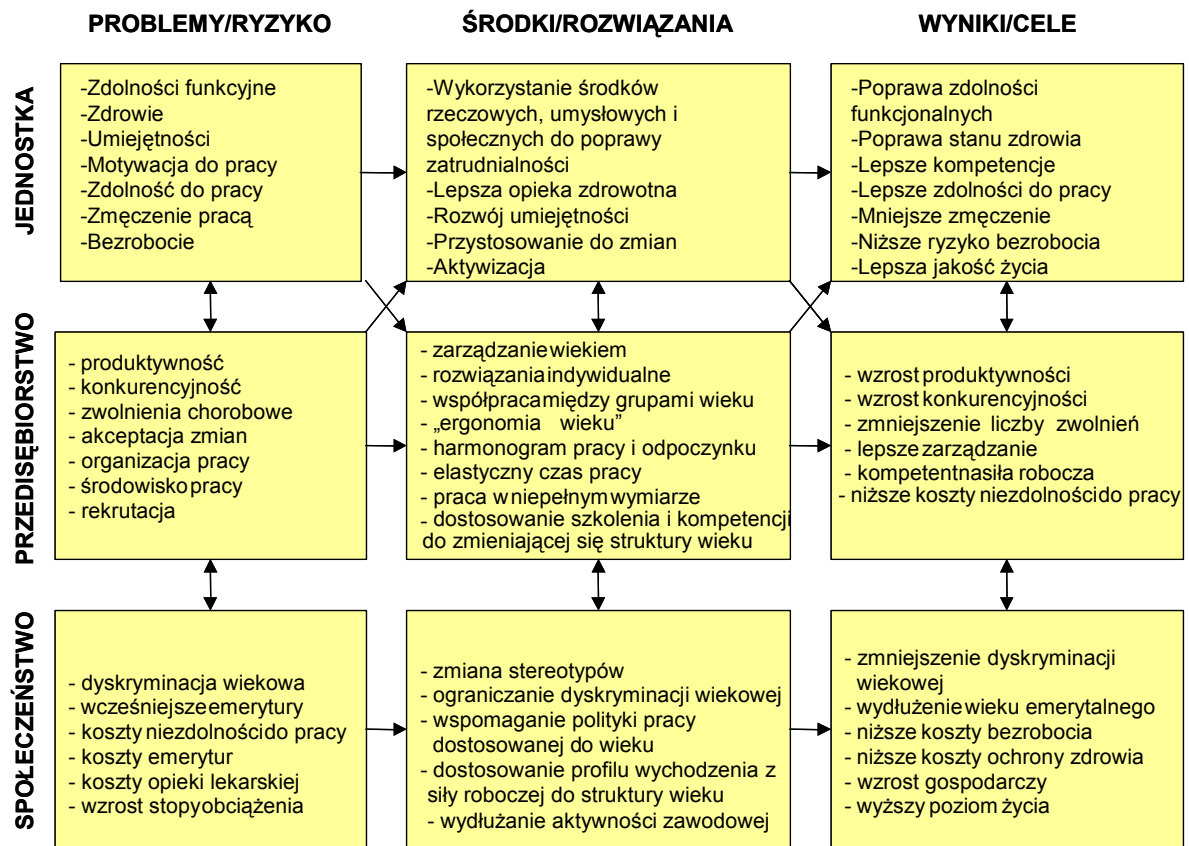 PROBLEMY/RYZYKO
ŚRODKI/ROZWIĄZANIA
WYNIKI/CELE
JEDNOSTKA
-Zdolności funkcyjne
-Zdrowie
-Umiejętności
-Motywacja do pracy
-Zdolność do pracy
-Zmęczenie pracą
-Bezrobocie
-Wykorzystanie środków
rzeczowych, umysłowych i
społecznych do poprawy
zatrudnialności
-Lepsza opieka zdrowotna
-Rozwój umiejętności
-Przystosowanie do zmian
-Aktywizacja
-Poprawa zdolności
funkcjonalnych
-Poprawa stanu zdrowia
-Lepsze kompetencje
-Lepsze zdolności do pracy
-Mniejsze zmęczenie
-Niższe ryzyko bezrobocia
-Lepsza jakość życia
PRZEDISĘBIORSTWO
- produktywność
- konkurencyjność
- zwolnienia chorobowe
- akceptacja zmian
- organizacja pracy
- środowisko pracy
- rekrutacja
- zarządzanie wiekiem
- rozwiązania indywidualne
- współpraca między grupami wieku
- „ergonomia wieku”
- harmonogram pracy i odpoczynku
- elastyczny czas pracy
- praca w niepełnym wymiarze
- dostosowanie szkolenia i kompetencji
do zmieniającej się struktury wieku
- wzrost produktywności
- wzrost konkurencyjności
- zmniejszenie liczby zwolnień
- lepsze zarządzanie
- kompetentna siła robocza
- niższe koszty niezdolności do pracy
SPOŁECZEŃSTWO
- dyskryminacja wiekowa
- wcześniejsze emerytury
- koszty niezdolności do pracy
- koszty emerytur
- koszty opieki lekarskiej
- wzrost stopy obciążenia
- zmiana stereotypów
- ograniczanie dyskryminacji wiekowej
- wspomaganie polityki pracy
dostosowanej do wieku
- dostosowanie profilu wychodzenia z
siły roboczej do struktury wieku
- wydłużanie aktywności zawodowej
- zmniejszenie dyskryminacji
wiekowej
- wydłużenie wieku emerytalnego
- niższe koszty bezrobocia
- niższe koszty ochrony zdrowia
- wzrost gospodarczy
- wyższy poziom życia